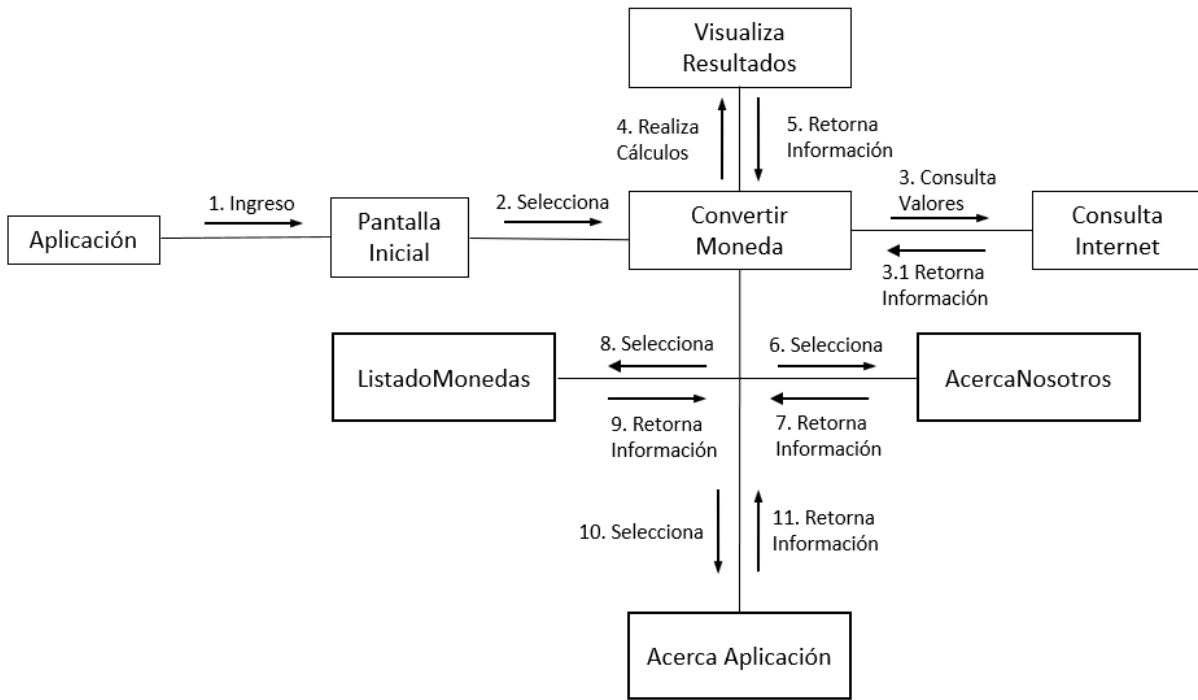 Visualiza
Resultados
4. Realiza
Cálculos
5. Retorna
Información
1. Ingreso
2. Selecciona
3. Consulta
Valores
Aplicación
Pantalla
Inicial
Convertir
Moneda
Consulta
Internet
3.1 Retorna
Información
8. Selecciona
6. Selecciona
ListadoMonedas
AcercaNosotros
9. Retorna
Información
7. Retorna
Información
10. Selecciona
11. Retorna
Información
Acerca Aplicación